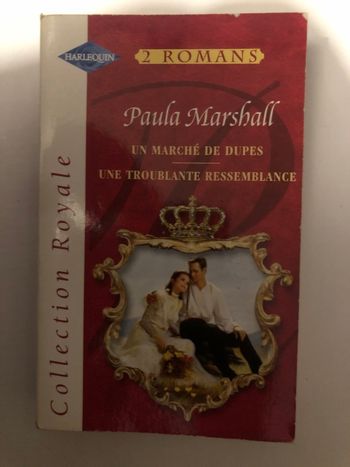 HARLEQUIN
2 ROMANS
Paula Marshall
UN MARCHÉ DE DUPES
UNE TROUBLANTE RESSEMBLANCE
Collection Royale